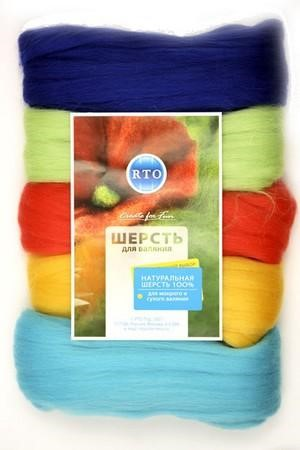 RTO
Create for Fun
ШЕРСТЬ
для валяния
НАТУРАЛЬНАЯ
ШЕРСТЬ 100%
для мокрого и
сухого валяния